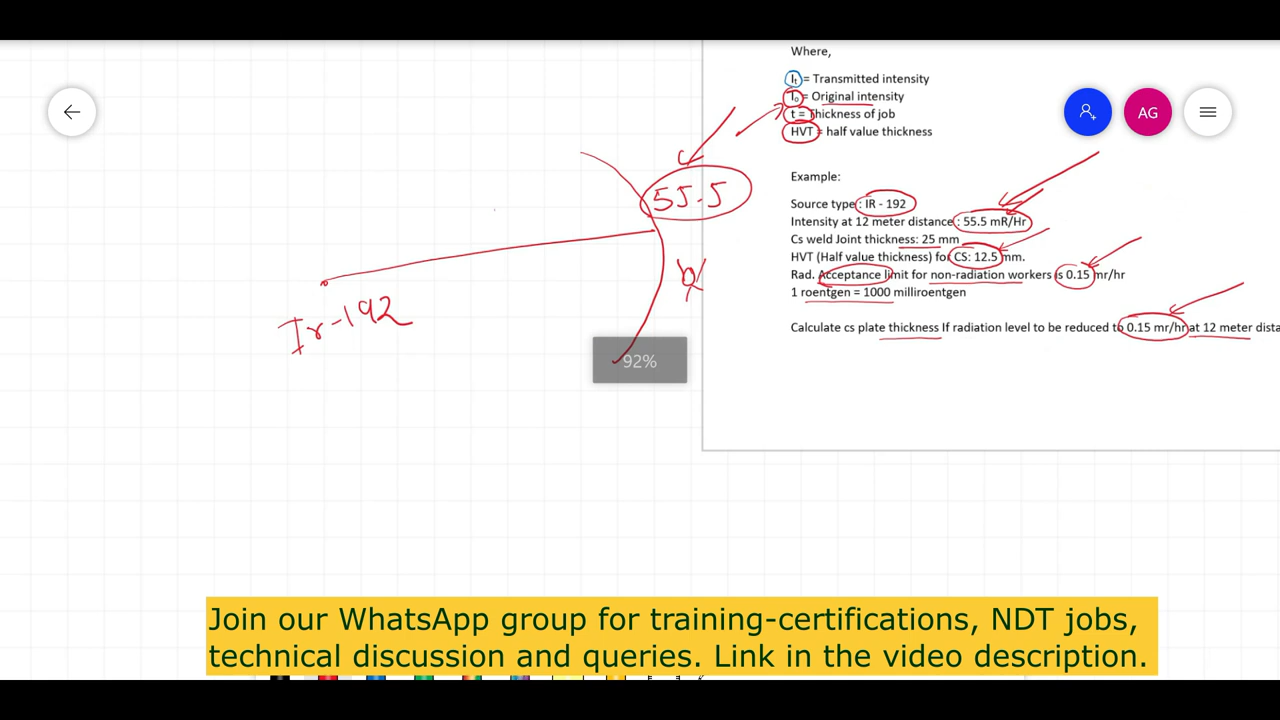 Where,
It = Transmitted intensity
Io = Original intensity
t = Thickness of job
HVT = half value thickness
AG
Example:
55.5
Source type : IR - 192
Intensity at 12 meter distance : 55.5 mR/Hr
Cs weld Joint thickness: 25 mm
HVT (Half value thickness) for CS: 12.5 mm.
Rad. Acceptance limit for non-radiation workers is 0.15 mr/hr
1 roentgen = 1000 milliroentgen
Ir-192
Calculate cs plate thickness If radiation level to be reduced to 0.15 mr/hr at 12 meter dista
92%
Join our WhatsApp group for training-certifications, NDT jobs,
technical discussion and queries. Link in the video description.